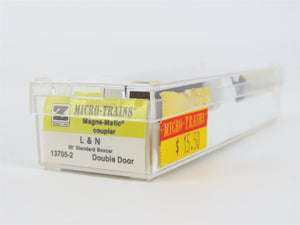 Z
MICRO-TRAINS®
Magne-Matic®
coupler
L & N
50' Standard Boxcar
13705-2 Double Door
MICRO-TRAINS
$ 15.50